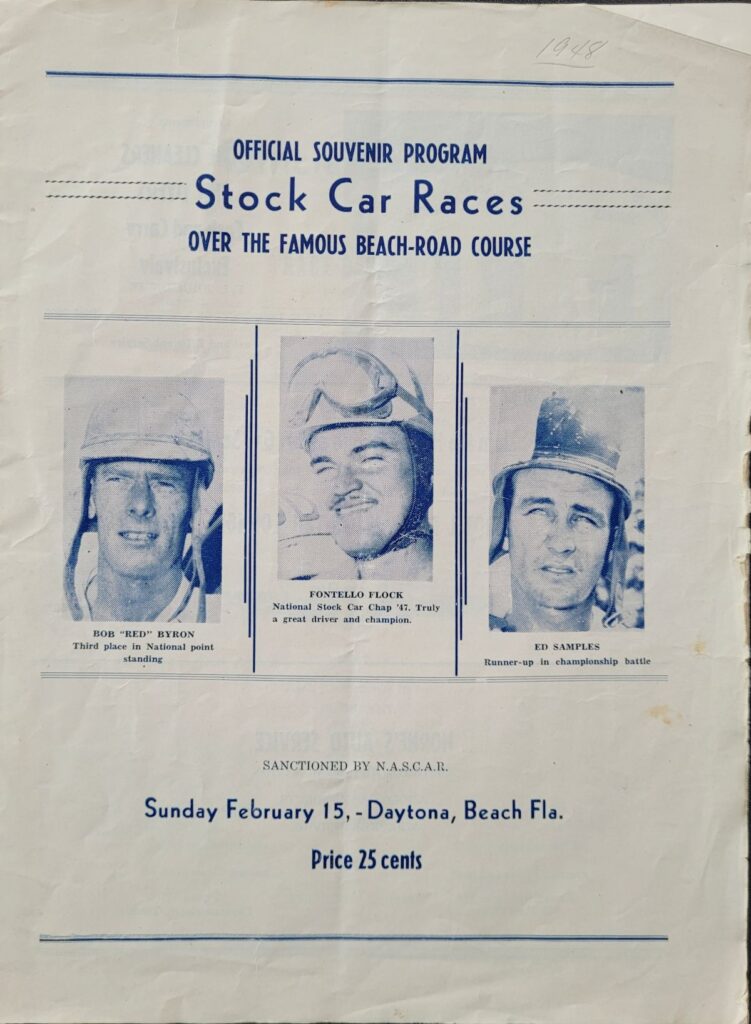 1948
OFFICIAL SOUVENIR PROGRAM
Stock Car Races
OVER THE FAMOUS BEACH-ROAD COURSE
BOB "RED" BYRON
Third place in National point
standing
FONTELLO FLOCK
National Stock Car Chap '47. Truly
a great driver and champion.
ED SAMPLES
Runner-up in championship battle
SANCTIONED BY N.A.S.C.A.R.
Sunday February 15, - Daytona, Beach Fla.
Price 25 cents